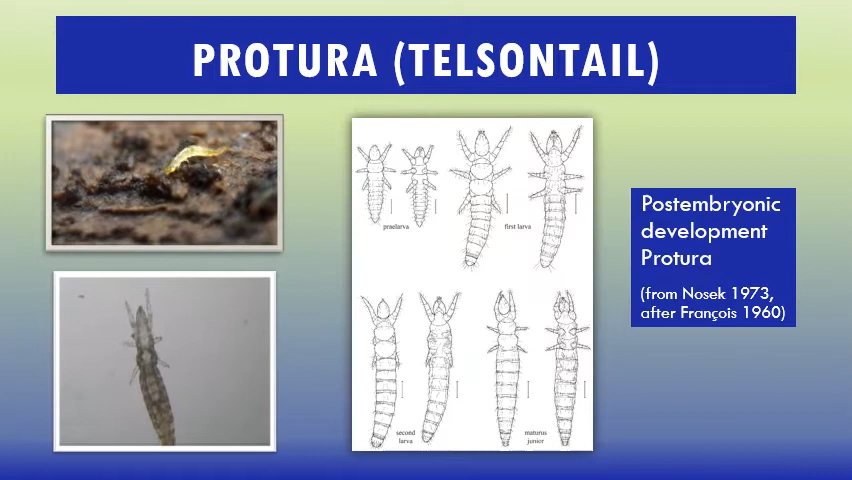 PROTURA (TELSONTAIL)
praelarva
first larva
second
larva
maturus
junior
Postembryonic
development
Protura
(from Nosek 1973,
after François 1960)